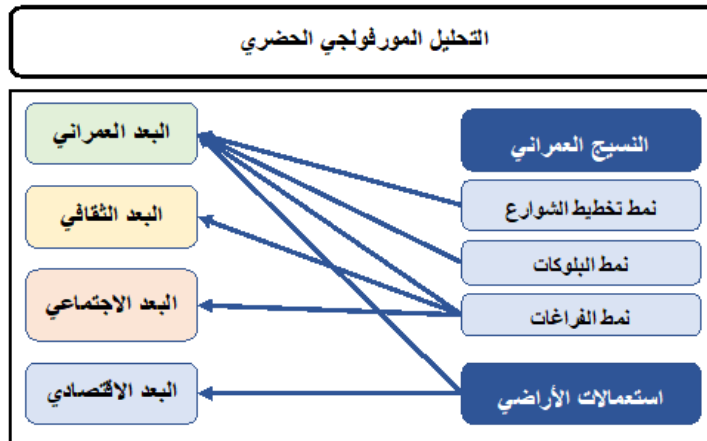 التحليل المورفولجي الحضري
النسيج العمراني
نمط تخطيط الشوارع
نمط البلوكات
نمط الفراغات
استعمالات الأراضي
البعد العمراني
البعد الثقافي
البعد الاجتماعي
البعد الاقتصادي